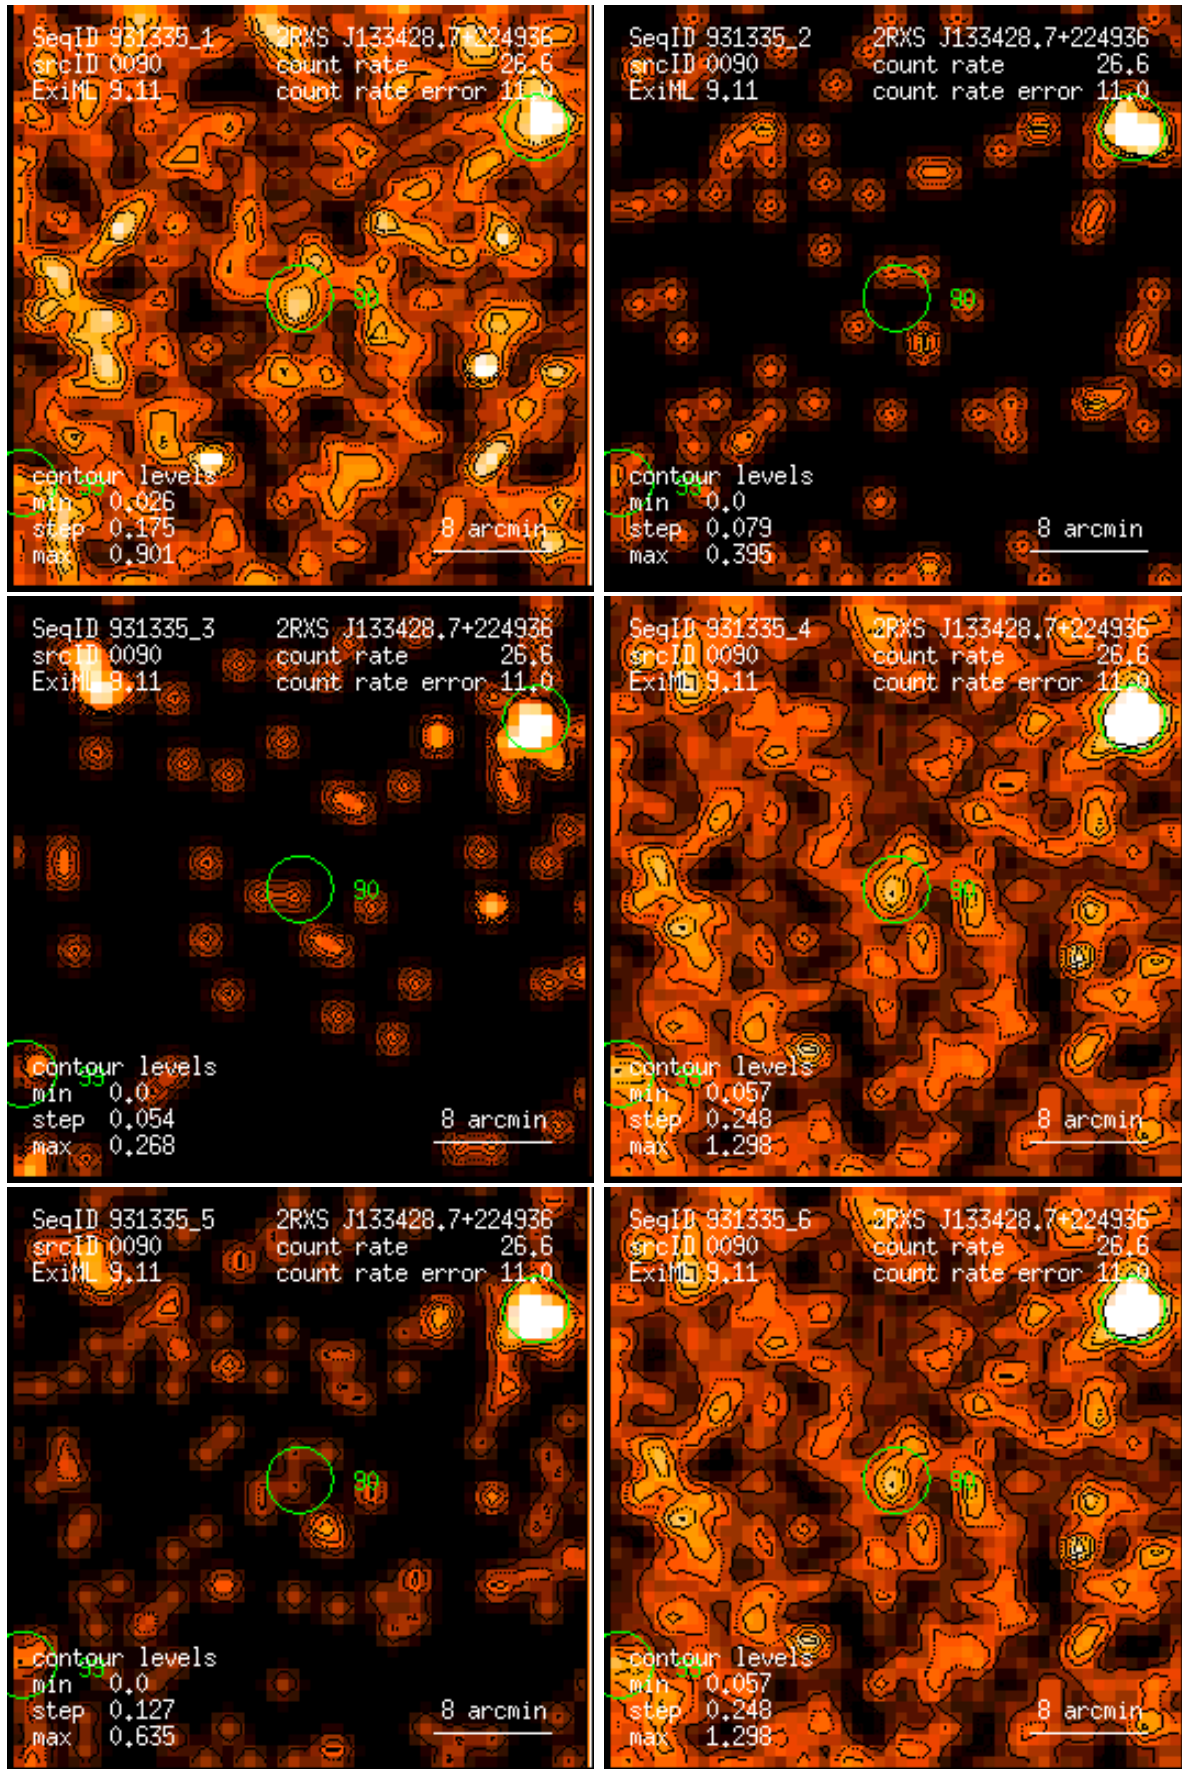 SeqID 931335_1 2RXS J133428.7+224936
srcID 0090 count rate 26.6
ExiML 9.11 count rate error 11.0
90
contour levels
99
min 0.026
step 0.175 8 arcmin
max 0.901
SeqID 931335_2 2RXS J133428.7+224936
srcID 0090 count rate 26.6
ExiML 9.11 count rate error 11.0
90
contour levels
99
min 0.0
step 0.079 8 arcmin
max 0.395
SeqID 931335_3 2RXS J133428.7+224936
srcID 0090 count rate 26.6
ExiML 9.11 count rate error 11.0
90
contour levels
99
min 0.0
step 0.054 8 arcmin
max 0.268
SeqID 931335_4 2RXS J133428.7+224936
srcID 0090 count rate 26.6
ExiML 9.11 count rate error 11.0
90
contour levels
99
min 0.057
step 0.248 8 arcmin
max 1.298
SeqID 931335_5 2RXS J133428.7+224936
srcID 0090 count rate 26.6
ExiML 9.11 count rate error 11.0
90
contour levels
99
min 0.0
step 0.127 8 arcmin
max 0.635
SeqID 931335_6 2RXS J133428.7+224936
srcID 0090 count rate 26.6
ExiML 9.11 count rate error 11.0
90
contour levels
99
min 0.057
step 0.248 8 arcmin
max 1.298